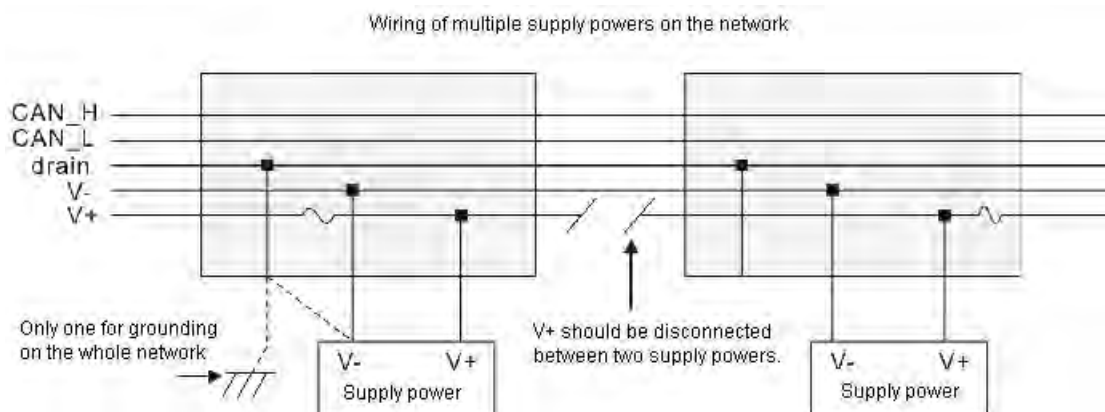 Wiring of multiple supply powers on the network
CAN_H
CAN_L
drain
V-
V+
Only one for grounding
on the whole network
V+ should be disconnected
between two supply powers.
V- V+
Supply power
V- V+
Supply power